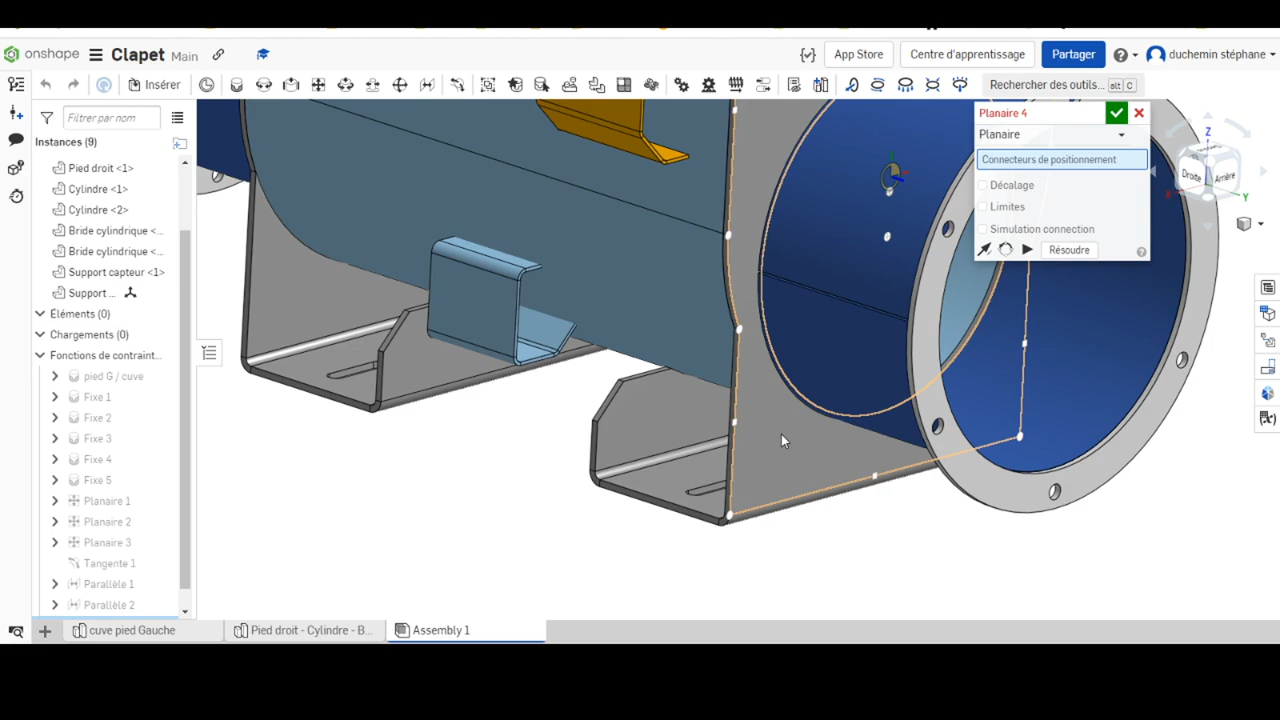 onshape Clapet Main
App Store
Centre d'apprentissage
Partager
duchemin stéphane
Insérer
Rechercher des outils... alt C
Filtrer par nom
Instances (9)
Pied droit <1>
Cylindre <1>
Cylindre <2>
Bride cylindrique <...
Bride cylindrique <...
Support capteur <1>
Support ...
Éléments (0)
Chargements (0)
Fonctions de contraint...
pied G / cuve
Fixe 1
Fixe 2
Fixe 3
Fixe 4
Fixe 5
Planaire 1
Planaire 2
Planaire 3
Tangente 1
Parallèle 1
Parallèle 2
Planaire 4
Planaire
Connecteurs de positionnement
Décalage
Limites
Simulation connection
Résoudre
Z
Droite
Arrière
X
Y
cuve pied Gauche
Pied droit - Cylindre - B...
Assembly 1